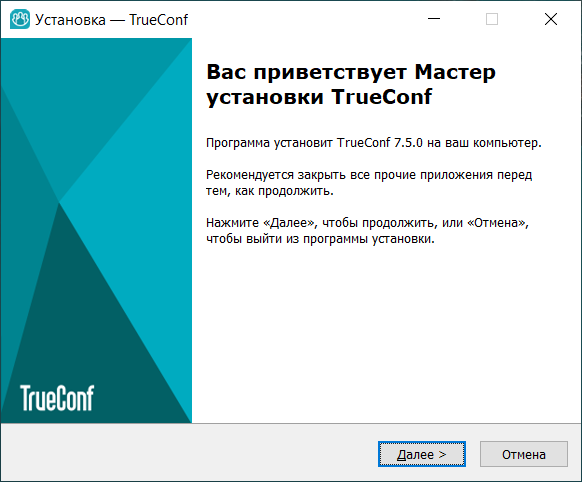 Установка — TrueConf
Вас приветствует Мастер
установки TrueConf
Программа установит TrueConf 7.5.0 на ваш компьютер.
Рекомендуется закрыть все прочие приложения перед
тем, как продолжить.
Нажмите «Далее», чтобы продолжить, или «Отмена»,
чтобы выйти из программы установки.
TrueConf
Далее >
Отмена